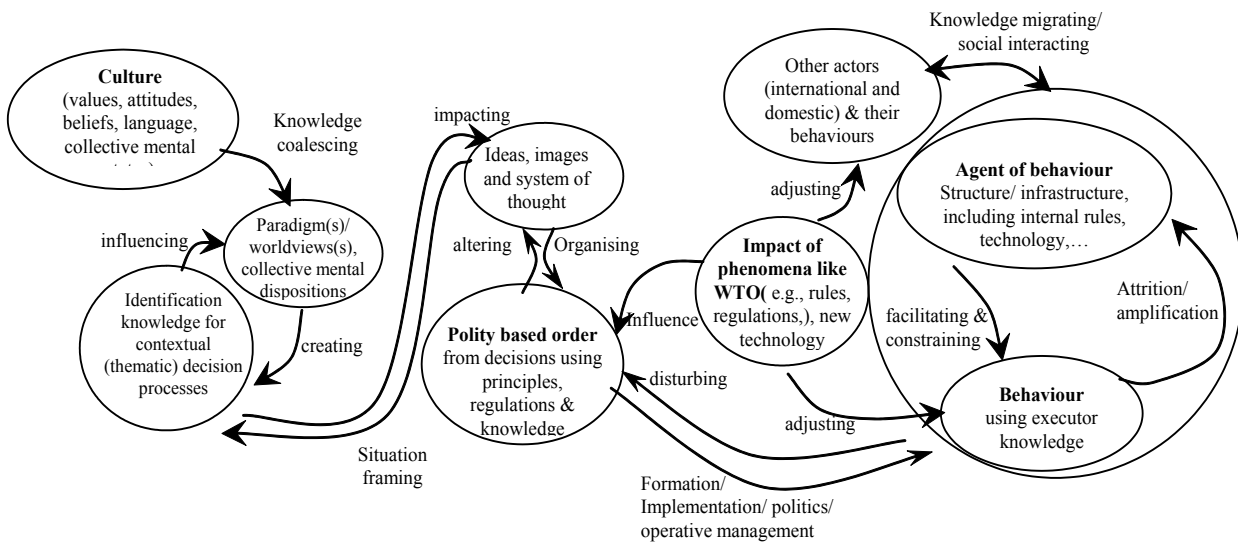 Culture
(values, attitudes,
beliefs, language,
collective mental
Knowledge
coalescing
influencing
Paradigm(s)/
worldviews(s),
collective mental
dispositions
Identification
knowledge for
contextual
(thematic) decision
processes
creating
impacting
Situation
framing
Ideas, images
and system of
thought
altering
Organising
Polity based order
from decisions using
principles,
regulations &
knowledge
Influence
disturbing
Formation/
Implementation/ politics/
operative management
Impact of
phenomena like
WTO( e.g., rules,
regulations,), new
technology
adjusting
adjusting
Other actors
(international and
domestic) & their
behaviours
Knowledge migrating/
social interacting
Agent of behaviour
Structure/ infrastructure,
including internal rules,
technology,…
facilitating &
constraining
Attrition/
amplification
Behaviour
using executor
knowledge